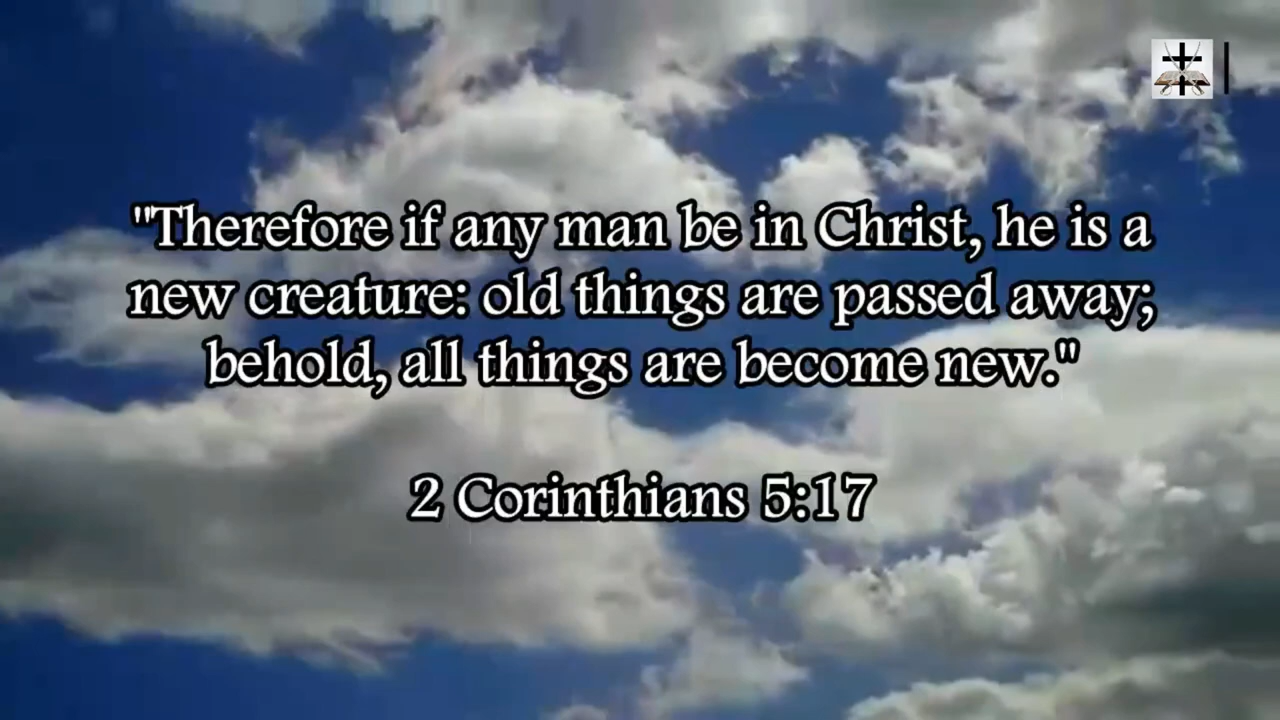 "Therefore if any man be in Christ, he is a
new creature: old things are passed away;
behold, all things are become new."
2 Corinthians 5:17